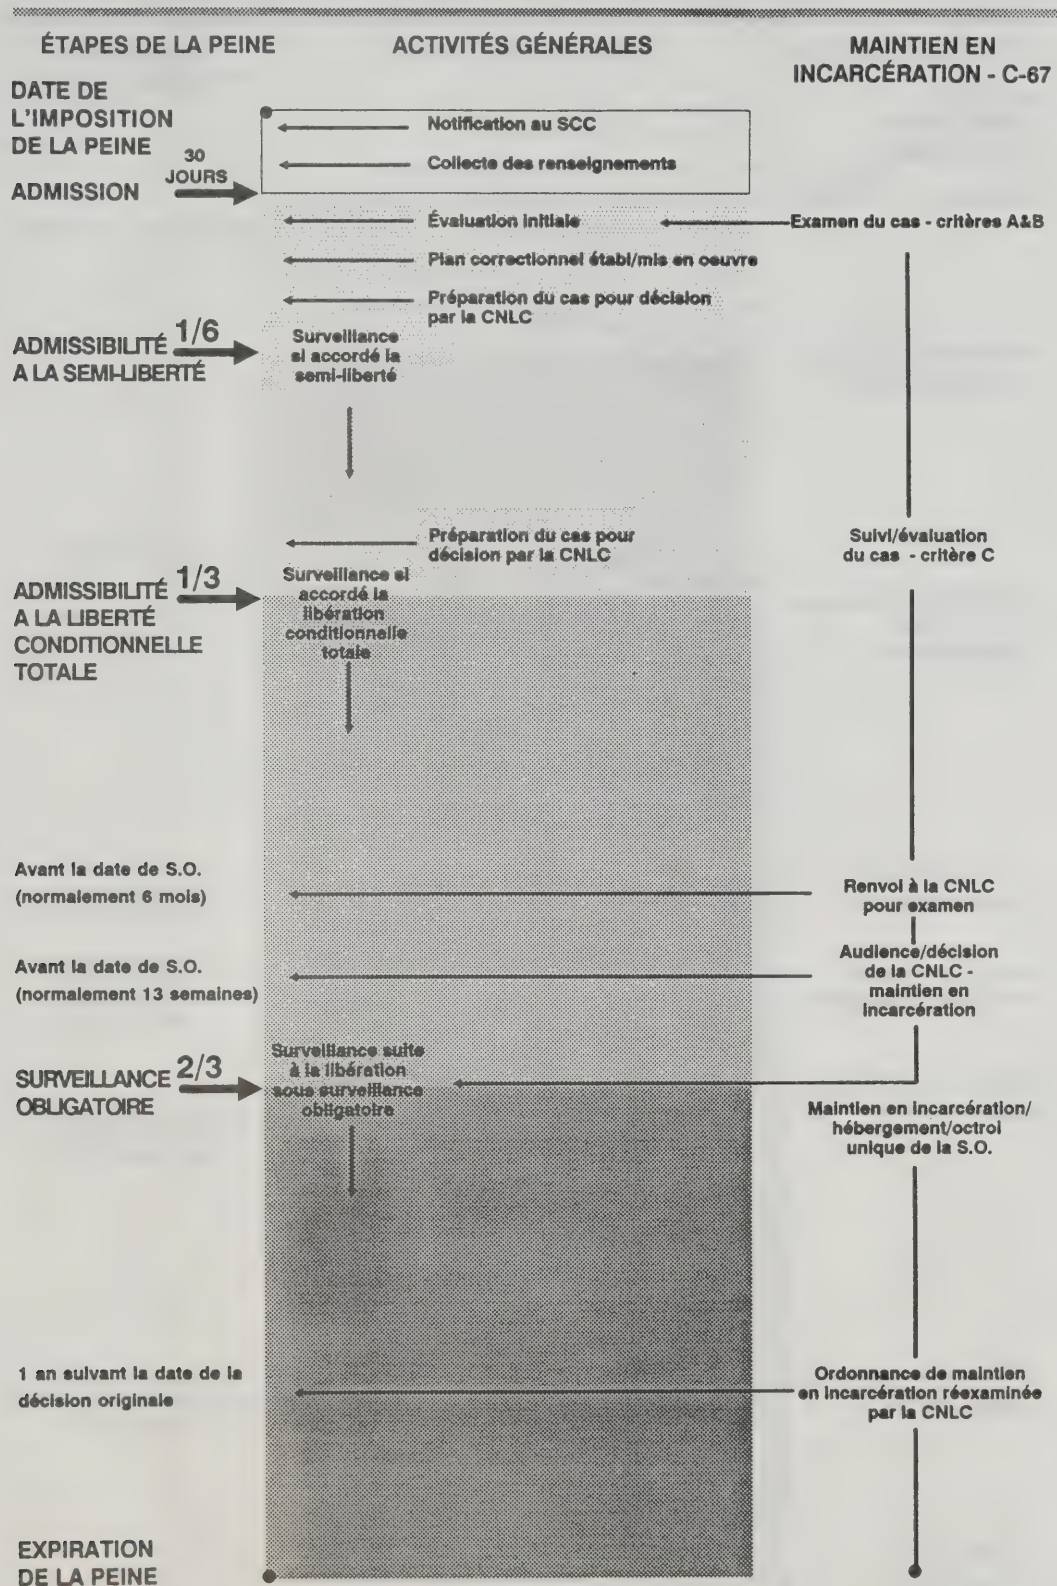 ÉTAPES DE LA PEINE
ACTIVITÉS GÉNÉRALES
MAINTIEN EN
INCARCÉRATION - C-67
DATE DE
L'IMPOSITION
DE LA PEINE
30
JOURS
ADMISSION
Notification au SCC
Collecte des renseignements
Évaluation initiale
Examen du cas - critères A&B
Plan correctionnel établi/mis en oeuvre
Préparation du cas pour décision
par la CNLC
ADMISSIBILITÉ 1/6
A LA SEMI-LIBERTÉ
Surveillance
si accordé la
semi-liberté
Préparation du cas pour
décision par la CNLC
Suivi/évaluation
du cas - critère C
ADMISSIBILITÉ 1/3
A LA LIBERTÉ
CONDITIONNELLE
TOTALE
Surveillance si
accordé la
libération
conditionnelle
totale
Avant la date de S.O.
(normalement 6 mois)
Renvoi à la CNLC
pour examen
Avant la date de S.O.
(normalement 13 semaines)
Audience/décision
de la CNLC -
maintien en
incarcération
SURVEILLANCE 2/3
OBLIGATOIRE
Surveillance suite
à la libération
sous surveillance
obligatoire
Maintien en incarcération/
hébergement/octroi
unique de la S.O.
1 an suivant la date de la
décision originale
Ordonnance de maintien
en incarcération réexaminée
par la CNLC
EXPIRATION
DE LA PEINE